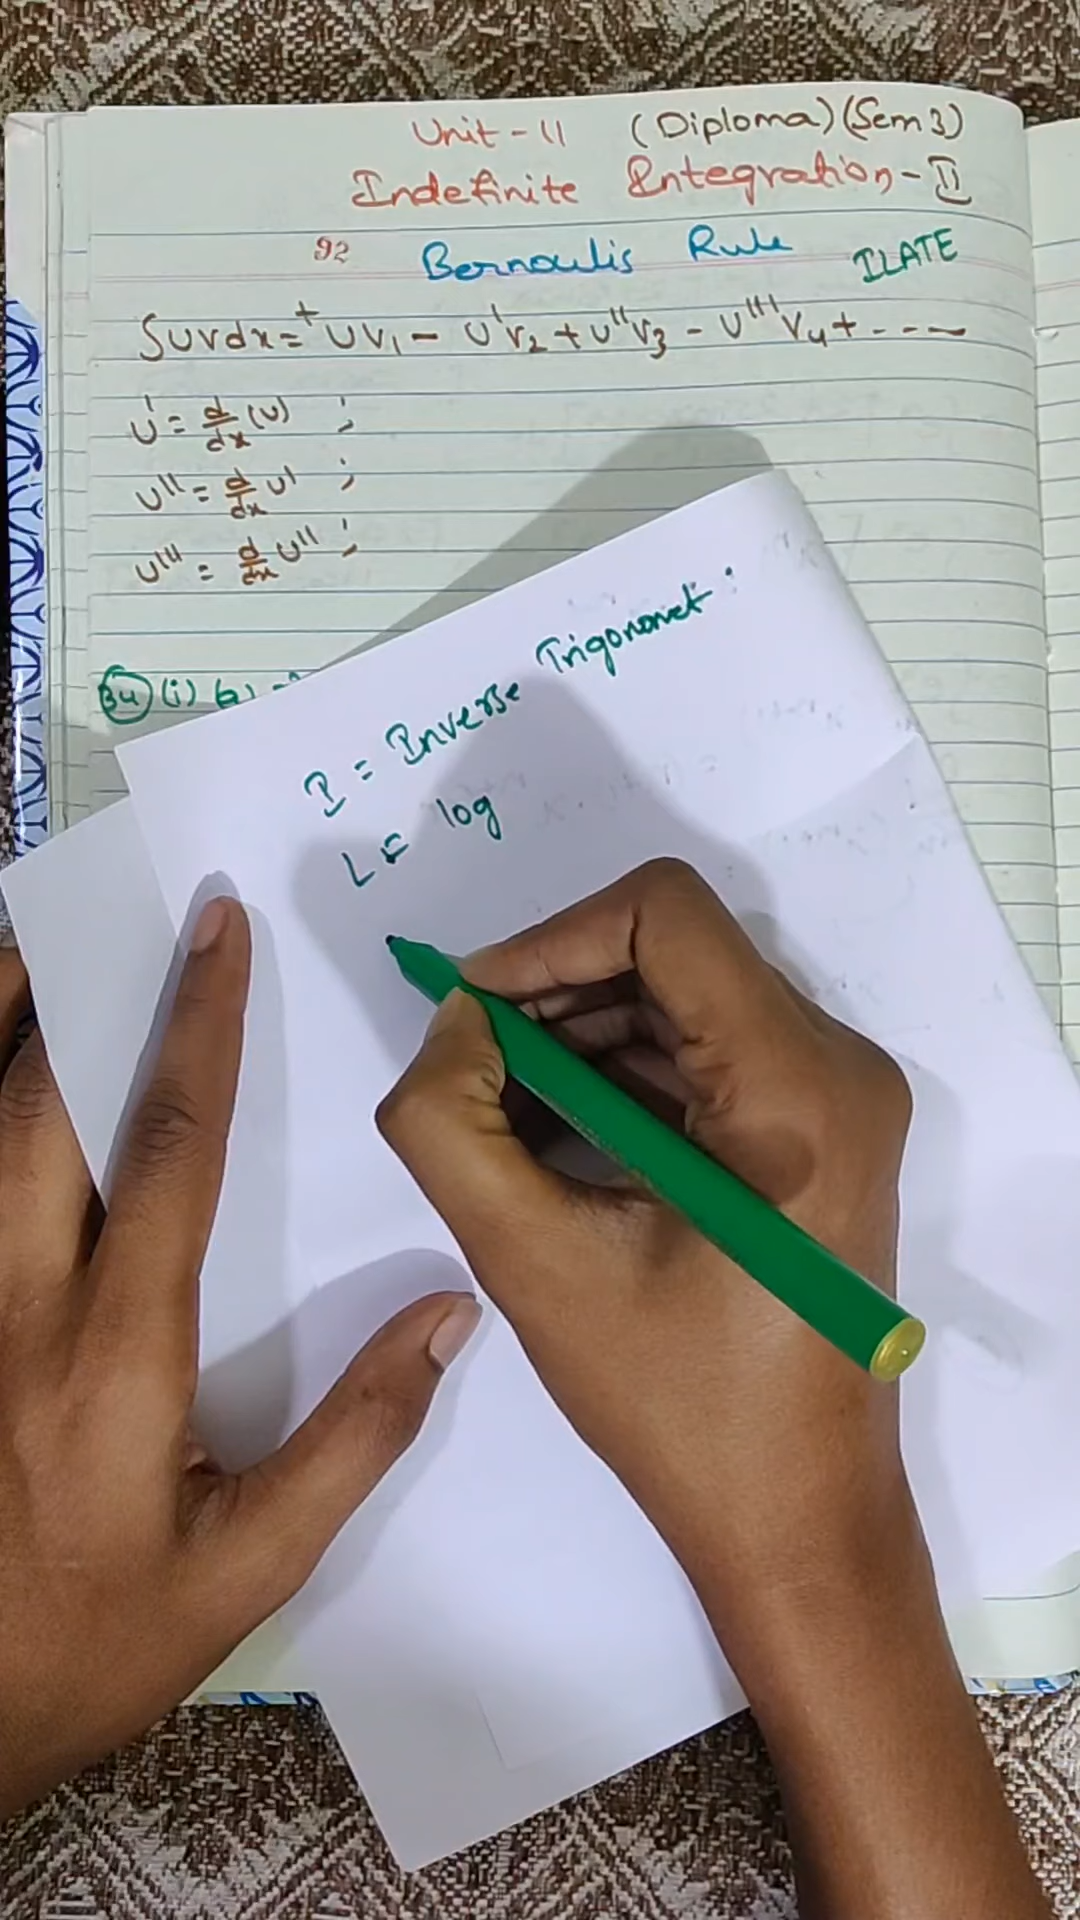 Unit - II (Diploma) (Sem 3)
Indefinite Integration - II
92 Bernoulis Rule ILATE
∫uvdx = + uv₁ - u'v₂ + u''v₃ - u'''v₄ + - - - -
u' = d/dx (u) ;
u'' = d/dx u' ;
u''' = d/dx u'' ;
34 (i) (a)
I = Inverse Trigonomet :
L = log